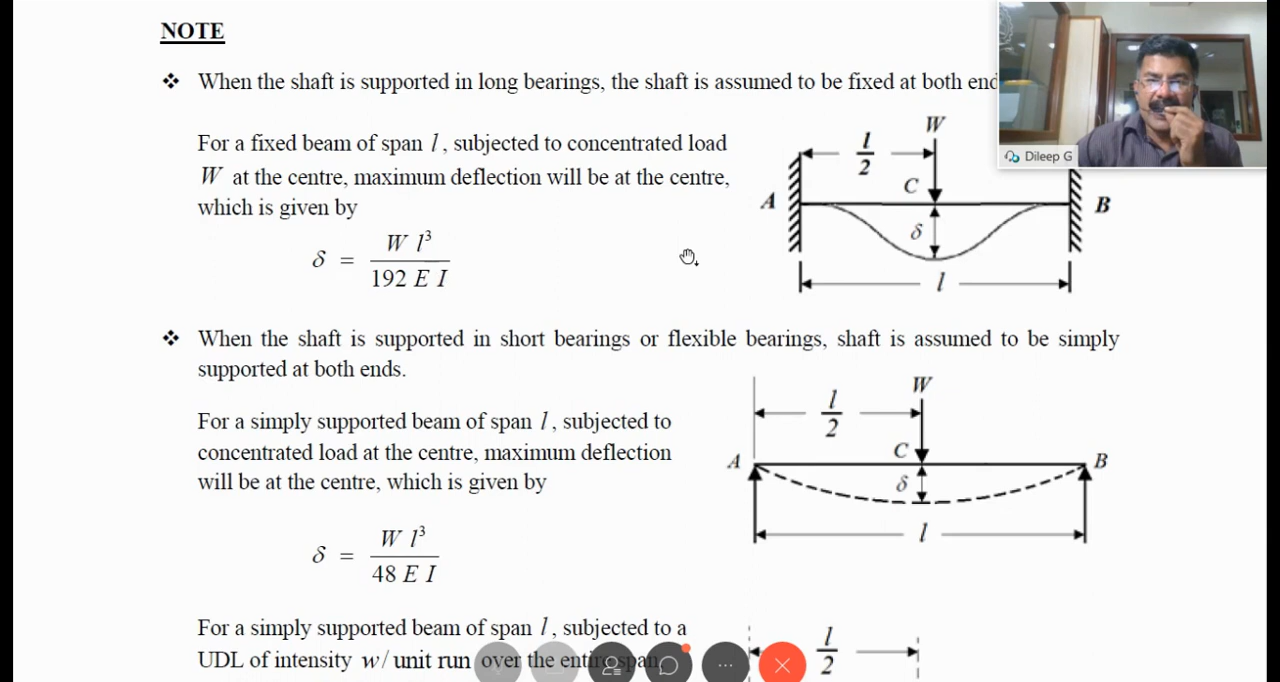 NOTE
❖ When the shaft is supported in long bearings, the shaft is assumed to be fixed at both end
For a fixed beam of span l, subjected to concentrated load
W at the centre, maximum deflection will be at the centre,
which is given by
δ = W l³ / 192 E I
W
l/2
C
A
B
δ
l
Dileep G
❖ When the shaft is supported in short bearings or flexible bearings, shaft is assumed to be simply
supported at both ends.
For a simply supported beam of span l, subjected to
concentrated load at the centre, maximum deflection
will be at the centre, which is given by
δ = W l³ / 48 E I
W
l/2
C
A
B
δ
l
For a simply supported beam of span l, subjected to a
UDL of intensity w/ unit run over the entire span,
l/2